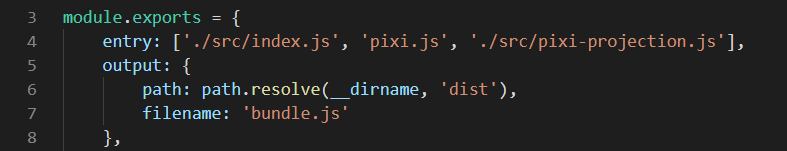 3 module.exports = {
4     entry: ['./src/index.js', 'pixi.js', './src/pixi-projection.js'],
5     output: {
6         path: path.resolve(__dirname, 'dist'),
7         filename: 'bundle.js'
8     },